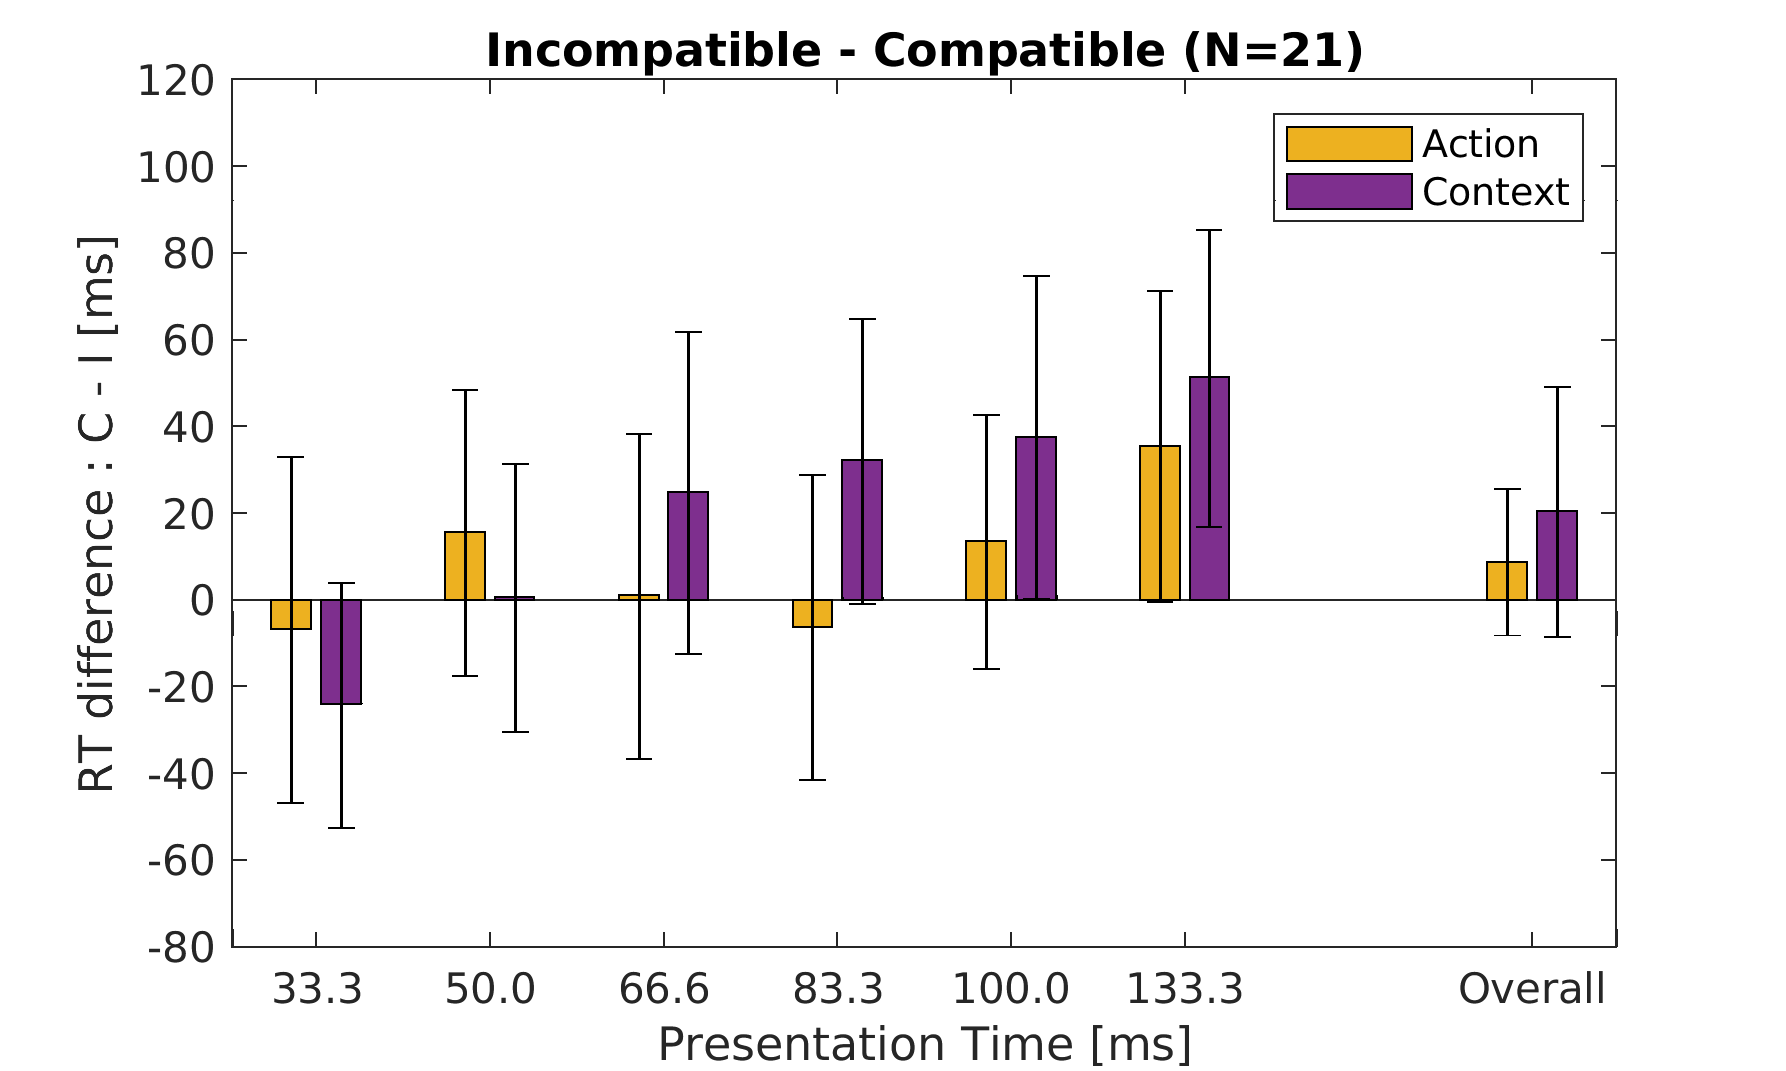 Incompatible - Compatible (N=21)
120
100
80
60
40
20
0
-20
-40
-60
-80
RT difference : C - I [ms]
Action
Context
33.3 50.0 66.6 83.3 100.0 133.3 Overall
Presentation Time [ms]